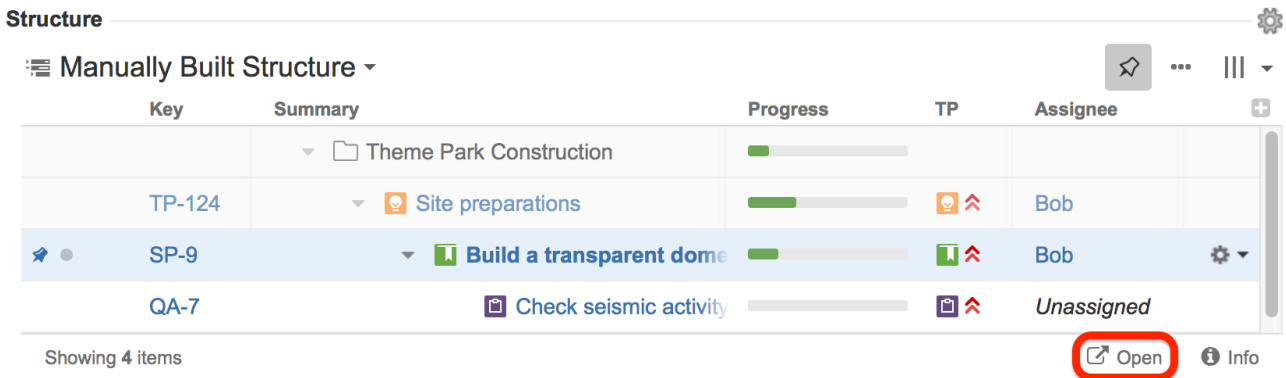 Structure
Manually Built Structure
Key Summary Progress TP Assignee
Theme Park Construction
TP-124 Site preparations Bob
SP-9 Build a transparent dome Bob
QA-7 Check seismic activity Unassigned
Showing 4 items Open Info